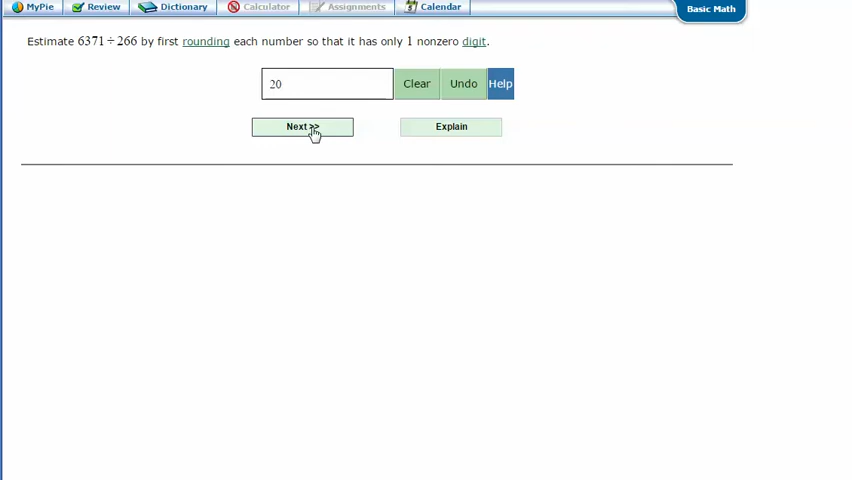 MyPie Review Dictionary Calculator Assignments Calendar Basic Math
Estimate 6371 ÷ 266 by first rounding each number so that it has only 1 nonzero digit.
20 Clear Undo Help
Next >> Explain